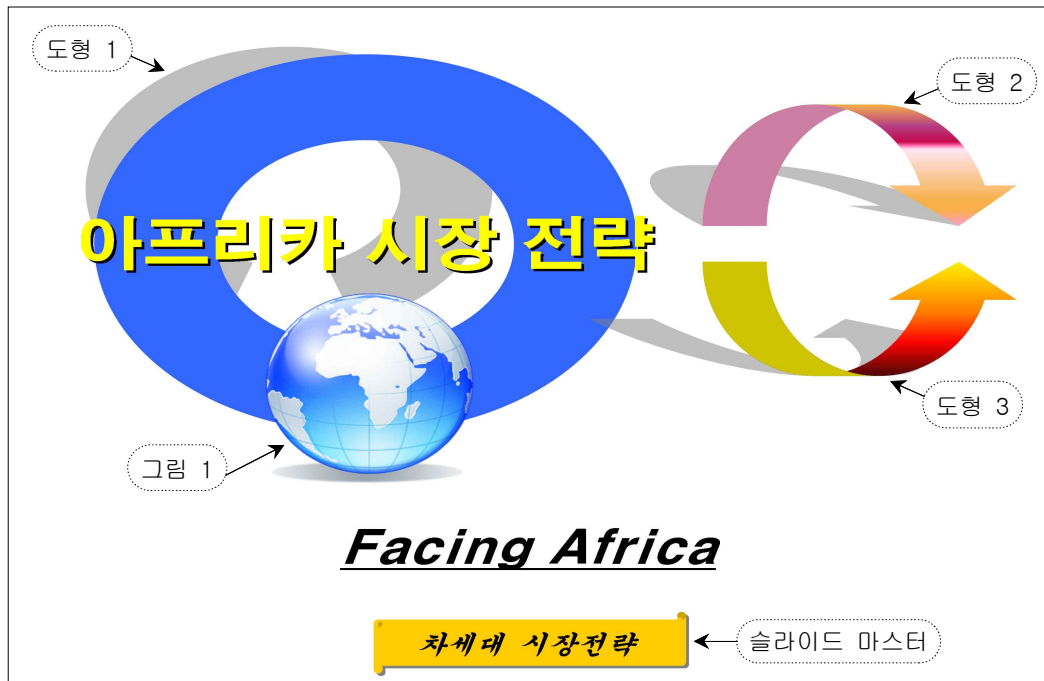 도형 1
도형 2
아프리카 시장 전략
도형 3
그림 1
Facing Africa
차세대 시장전략
슬라이드 마스터